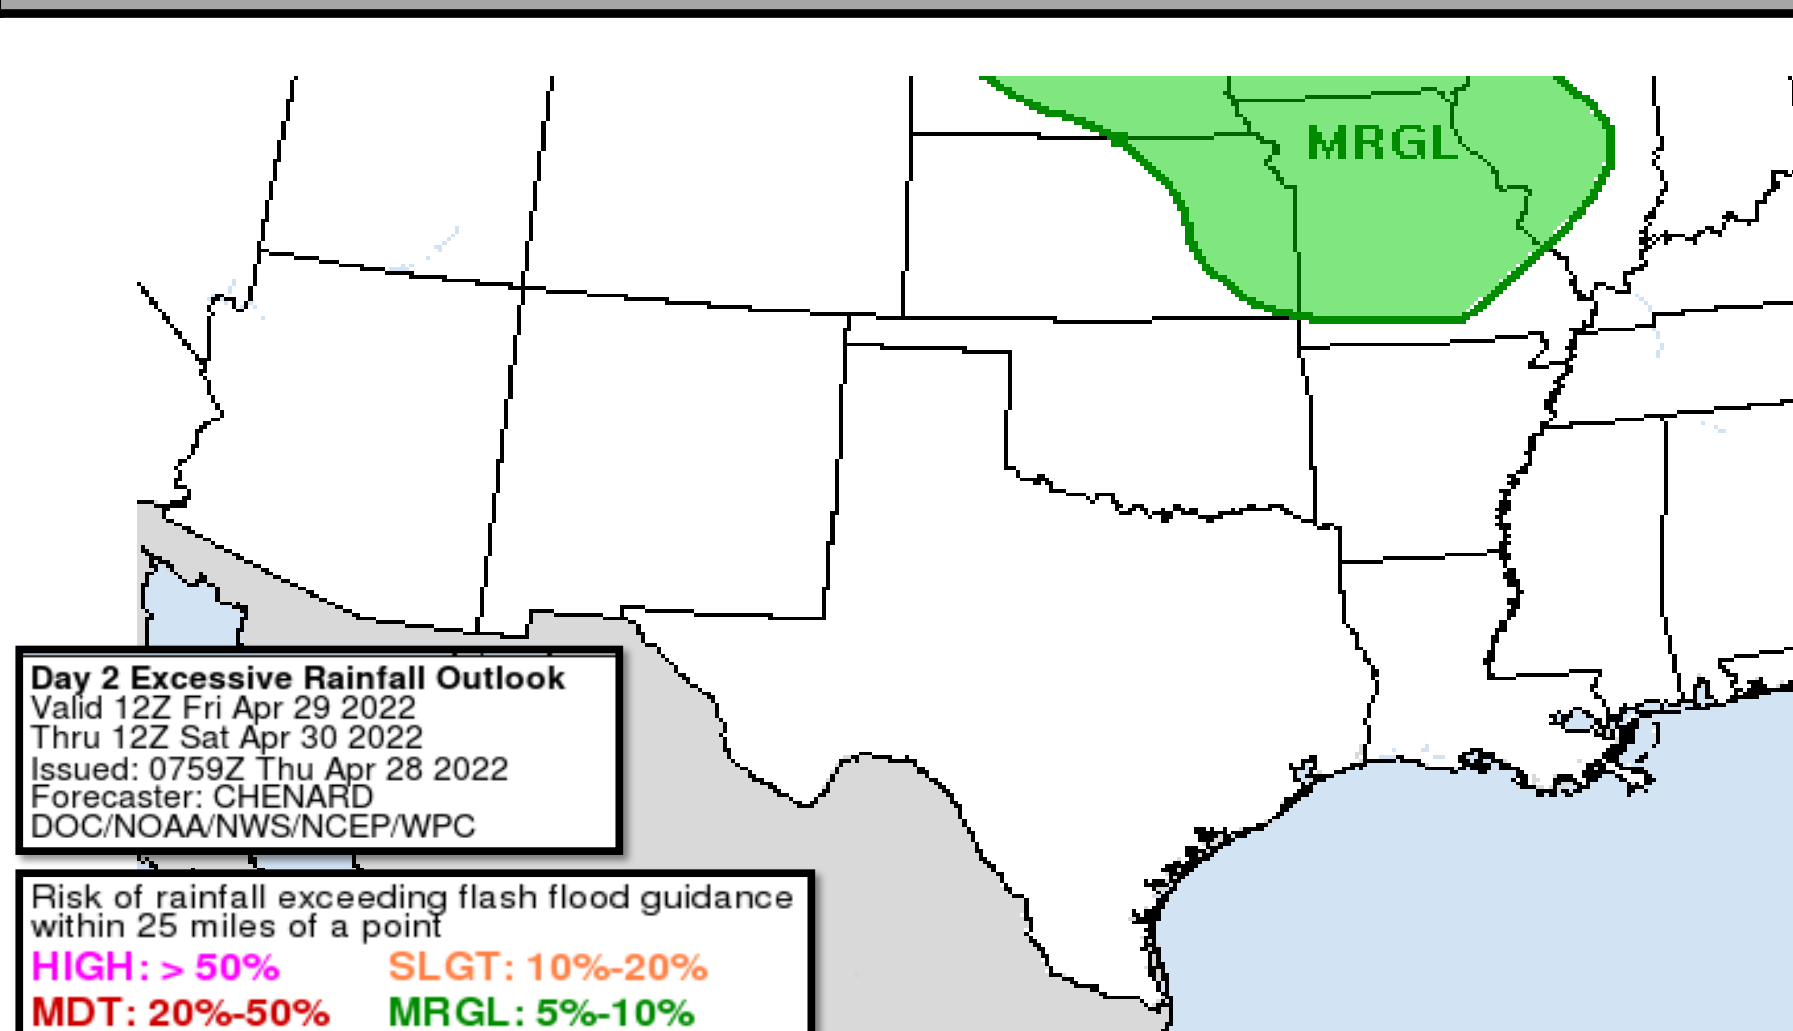 MRGL
Day 2 Excessive Rainfall Outlook
Valid 12Z Fri Apr 29 2022
Thru 12Z Sat Apr 30 2022
Issued: 0759Z Thu Apr 28 2022
Forecaster: CHENARD
DOC/NOAA/NWS/NCEP/WPC
Risk of rainfall exceeding flash flood guidance
within 25 miles of a point
HIGH: > 50% SLGT: 10%-20%
MDT: 20%-50% MRGL: 5%-10%